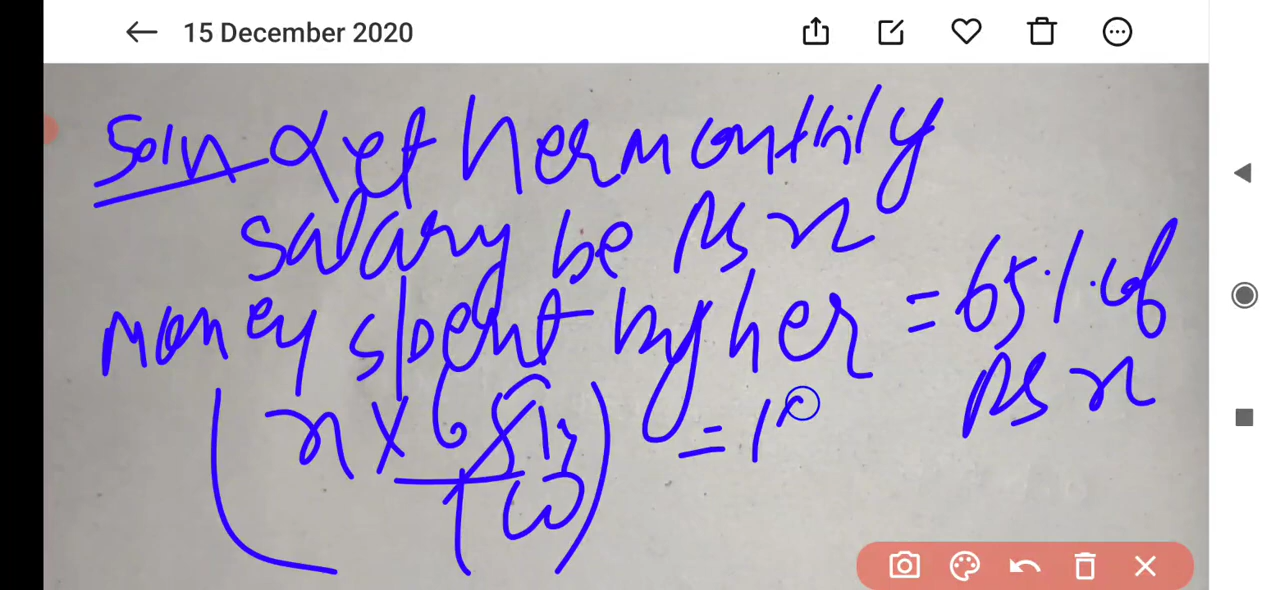 15 December 2020
Soln Let her monthly
salary be Rs x
money spent by her = 65% of
Rs x
(x × 65 13
100) = 1